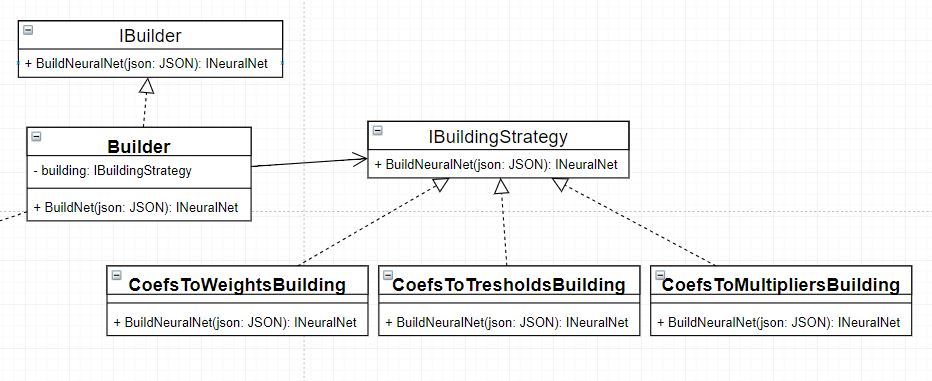 IBuilder
+ BuildNeuralNet(json: JSON): INeuralNet
Builder
- building: IBuildingStrategy
+ BuildNet(json: JSON): INeuralNet
IBuildingStrategy
+ BuildNeuralNet(json: JSON): INeuralNet
CoefsToWeightsBuilding
+ BuildNeuralNet(json: JSON): INeuralNet
CoefsToTresholdsBuilding
+ BuildNeuralNet(json: JSON): INeuralNet
CoefsToMultipliersBuilding
+ BuildNeuralNet(json: JSON): INeuralNet